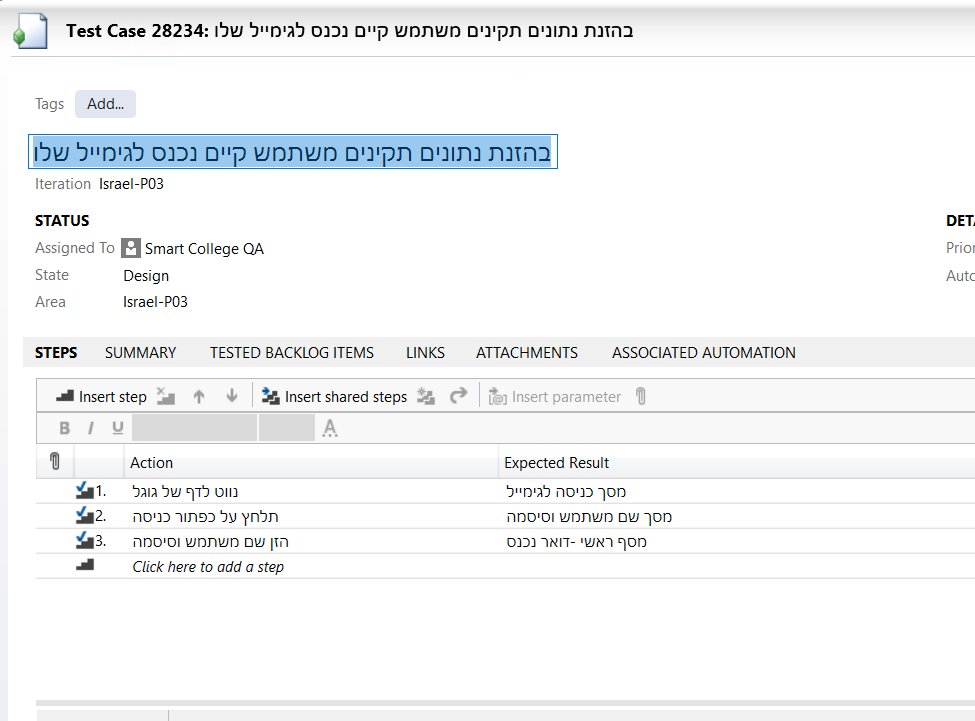 Test Case 28234: בהזנת נתונים תקינים משתמש קיים נכנס לגימייל שלו
Tags Add...
בהזנת נתונים תקינים משתמש קיים נכנס לגימייל שלו
Iteration Israel-P03
STATUS
Assigned To Smart College QA
State Design
Area Israel-P03
DETA
Prior
Auto
STEPS SUMMARY TESTED BACKLOG ITEMS LINKS ATTACHMENTS ASSOCIATED AUTOMATION
Insert step Insert shared steps Insert parameter
B I U A
Action Expected Result
1. נווט לדף של גוגל מסך כניסה לגימייל
2. תלחץ על כפתור כניסה מסך שם משתמש וסיסמה
3. הזן שם משתמש וסיסמה מסף ראשי -דואר נכנס
Click here to add a step